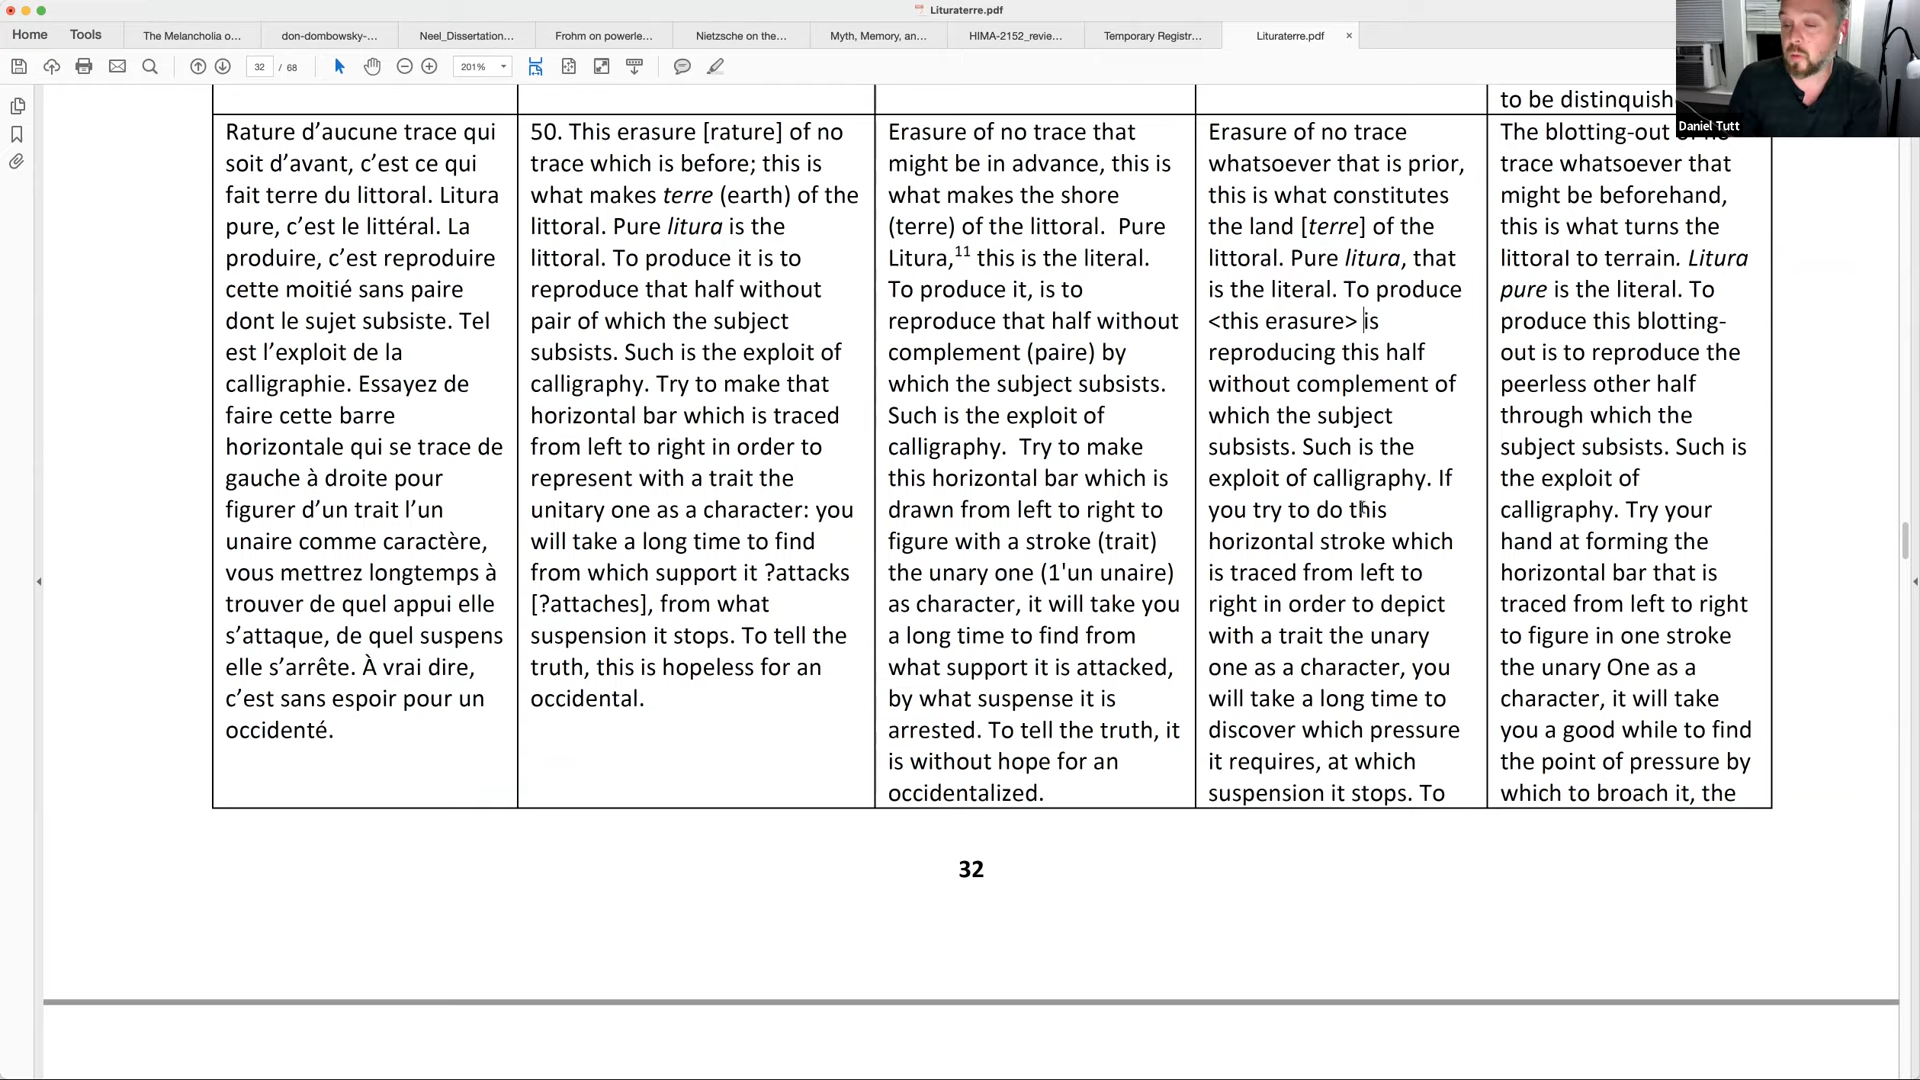 Lituraterre.pdf
Home
Tools
The Melancholia o...
don-dombowsky-...
Neel_Dissertation...
Frohm on powerle...
Nietzsche on the...
Myth, Memory, an...
HIMA-2152_revie...
Temporary Registr...
Lituraterre.pdf
32 / 68
201%
Daniel Tutt
Rature d’aucune trace qui
soit d’avant, c’est ce qui
fait terre du littoral. Litura
pure, c’est le littéral. La
produire, c’est reproduire
cette moitié sans paire
dont le sujet subsiste. Tel
est l’exploit de la
calligraphie. Essayez de
faire cette barre
horizontale qui se trace de
gauche à droite pour
figurer d’un trait l’un
unaire comme caractère,
vous mettrez longtemps à
trouver de quel appui elle
s’attaque, de quel suspens
elle s’arrête. À vrai dire,
c’est sans espoir pour un
occidenté.
50. This erasure [rature] of no
trace which is before; this is
what makes terre (earth) of the
littoral. Pure litura is the
littoral. To produce it is to
reproduce that half without
pair of which the subject
subsists. Such is the exploit of
calligraphy. Try to make that
horizontal bar which is traced
from left to right in order to
represent with a trait the
unitary one as a character: you
will take a long time to find
from which support it ?attacks
[?attaches], from what
suspension it stops. To tell the
truth, this is hopeless for an
occidental.
Erasure of no trace that
might be in advance, this is
what makes the shore
(terre) of the littoral.  Pure
Litura,11 this is the literal.
To produce it, is to
reproduce that half without
complement (paire) by
which the subject subsists.
Such is the exploit of
calligraphy.  Try to make
this horizontal bar which is
drawn from left to right to
figure with a stroke (trait)
the unary one (1'un unaire)
as character, it will take you
a long time to find from
what support it is attacked,
by what suspense it is
arrested. To tell the truth, it
is without hope for an
occidentalized.
Erasure of no trace
whatsoever that is prior,
this is what constitutes
the land [terre] of the
littoral. Pure litura, that
is the literal. To produce
<this erasure> is
reproducing this half
without complement of
which the subject
subsists. Such is the
exploit of calligraphy. If
you try to do this
horizontal stroke which
is traced from left to
right in order to depict
with a trait the unary
one as a character, you
will take a long time to
discover which pressure
it requires, at which
suspension it stops. To
to be distinquish
The blotting-out of no
trace whatsoever that
might be beforehand,
this is what turns the
littoral to terrain. Litura
pure is the literal. To
produce this blotting-
out is to reproduce the
peerless other half
through which the
subject subsists. Such is
the exploit of
calligraphy. Try your
hand at forming the
horizontal bar that is
traced from left to right
to figure in one stroke
the unary One as a
character, it will take
you a good while to find
the point of pressure by
which to broach it, the
32